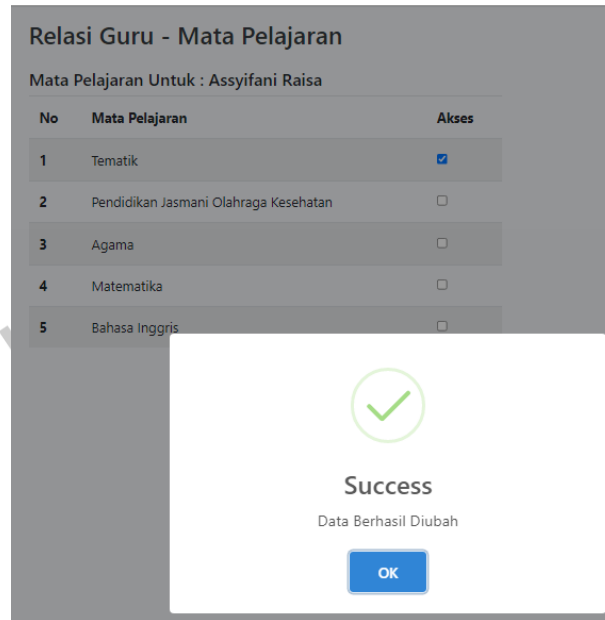 Relasi Guru - Mata Pelajaran
Mata Pelajaran Untuk : Assyifani Raisa
No Mata Pelajaran Akses
1 Tematik
2 Pendidikan Jasmani Olahraga Kesehatan
3 Agama
4 Matematika
5 Bahasa Inggris
Success
Data Berhasil Diubah
OK